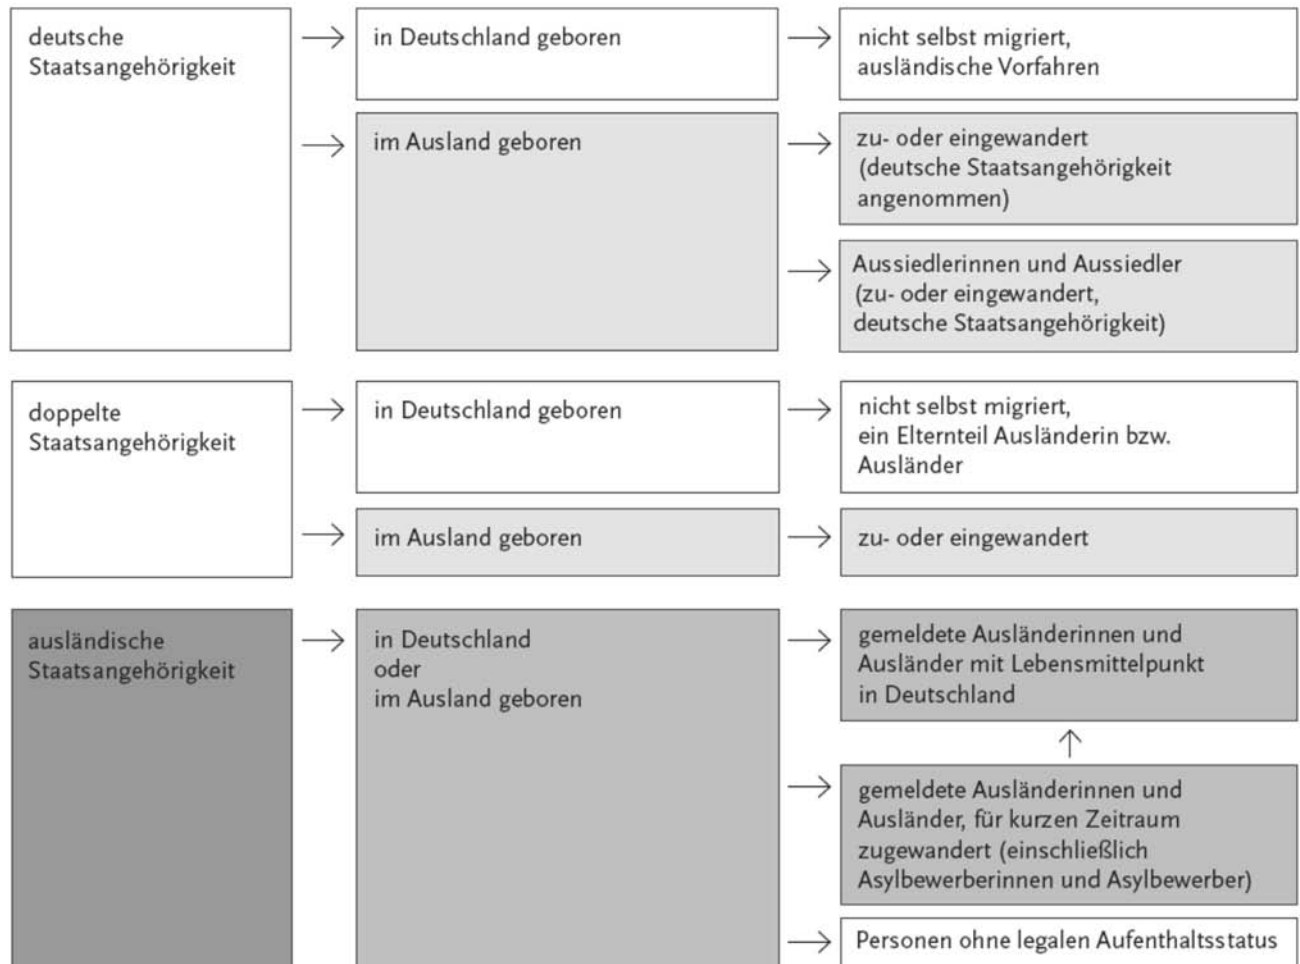 deutsche
Staatsangehörigkeit
in Deutschland geboren
nicht selbst migriert,
ausländische Vorfahren
im Ausland geboren
zu- oder eingewandert
(deutsche Staatsangehörigkeit
angenommen)
Aussiedlerinnen und Aussiedler
(zu- oder eingewandert,
deutsche Staatsangehörigkeit)
doppelte
Staatsangehörigkeit
in Deutschland geboren
nicht selbst migriert,
ein Elternteil Ausländerin bzw.
Ausländer
im Ausland geboren
zu- oder eingewandert
ausländische
Staatsangehörigkeit
in Deutschland
oder
im Ausland geboren
gemeldete Ausländerinnen und
Ausländer mit Lebensmittelpunkt
in Deutschland
gemeldete Ausländerinnen und
Ausländer, für kurzen Zeitraum
zugewandert (einschließlich
Asylbewerberinnen und Asylbewerber)
Personen ohne legalen Aufenthaltsstatus